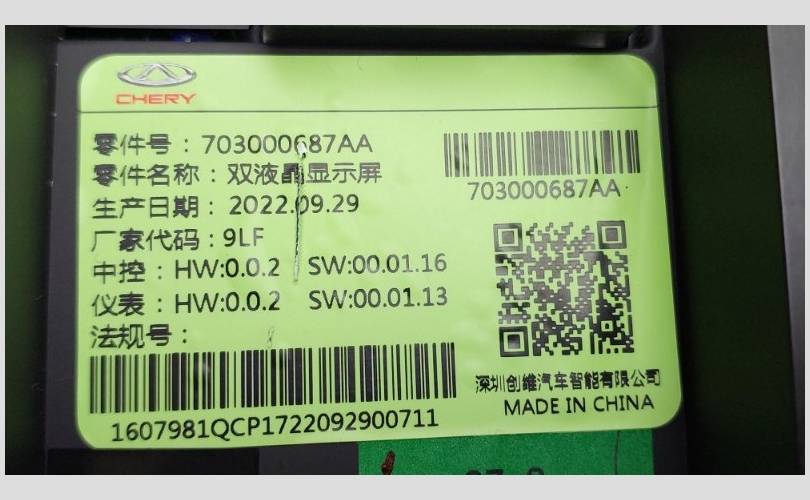 CHERY
零件号：703000687AA
零件名称：双液晶显示屏
生产日期：2022.09.29
厂家代码：9LF
中控：HW:0.0.2 SW:00.01.16
仪表：HW:0.0.2 SW:00.01.13
法规号：
1607981QCP1722092900711
703000687AA
深圳创维汽车智能有限公司
MADE IN CHINA